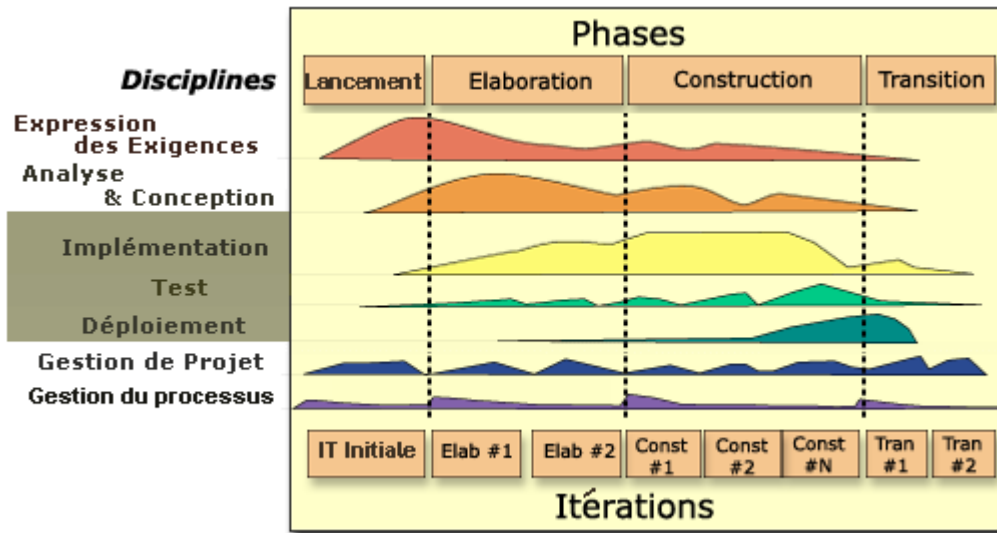 Phases
Disciplines
Lancement
Elaboration
Construction
Transition
Expression
des Exigences
Analyse
& Conception
Implémentation
Test
Déploiement
Gestion de Projet
Gestion du processus
IT Initiale
Elab #1
Elab #2
Const
#1
Const
#2
Const
#N
Tran
#1
Tran
#2
Itérations